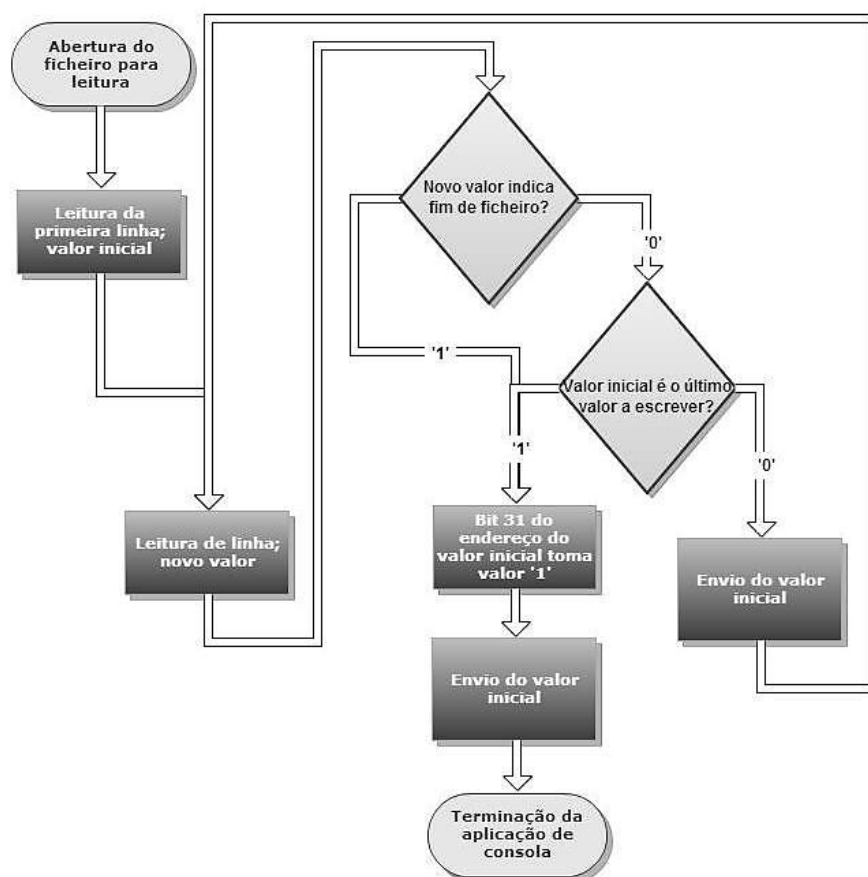 Abertura do
ficheiro para
leitura
Leitura da
primeira linha;
valor inicial
Leitura de linha;
novo valor
Novo valor indica
fim de ficheiro?
'0'
'1'
Valor inicial é o último
valor a escrever?
'1'
'0'
Bit 31 do
endereço do
valor inicial toma
valor '1'
Envio do valor
inicial
Envio do valor
inicial
Terminação da
aplicação de
consola